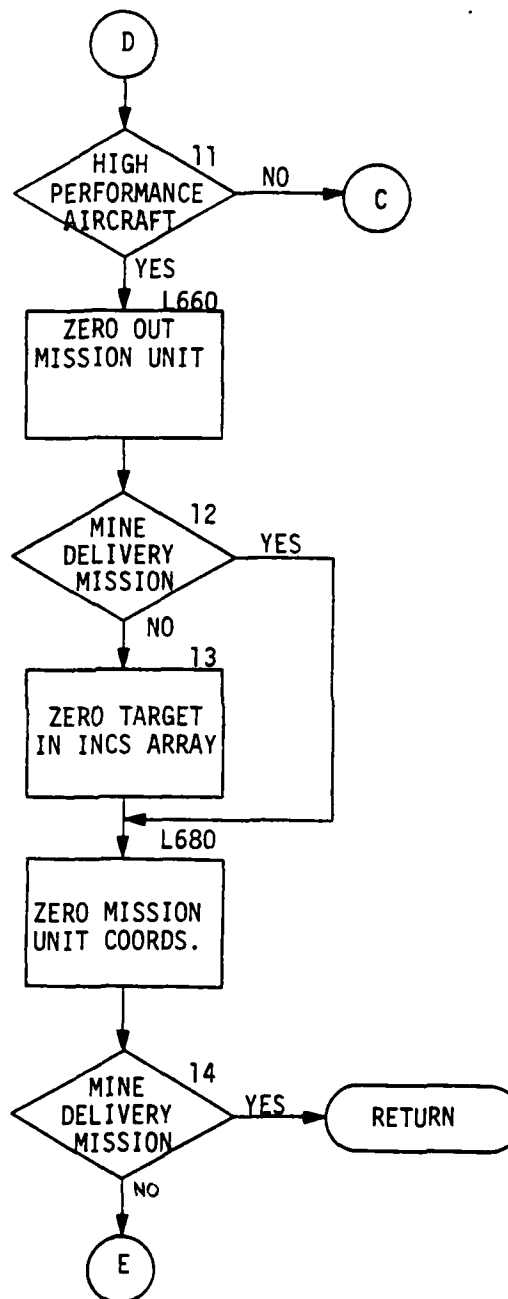 D
11
HIGH
PERFORMANCE
AIRCRAFT
NO
C
YES
L660
ZERO OUT
MISSION UNIT
12
MINE
DELIVERY
MISSION
YES
NO
13
ZERO TARGET
IN INCS ARRAY
L680
ZERO MISSION
UNIT COORDS.
14
MINE
DELIVERY
MISSION
YES
RETURN
NO
E